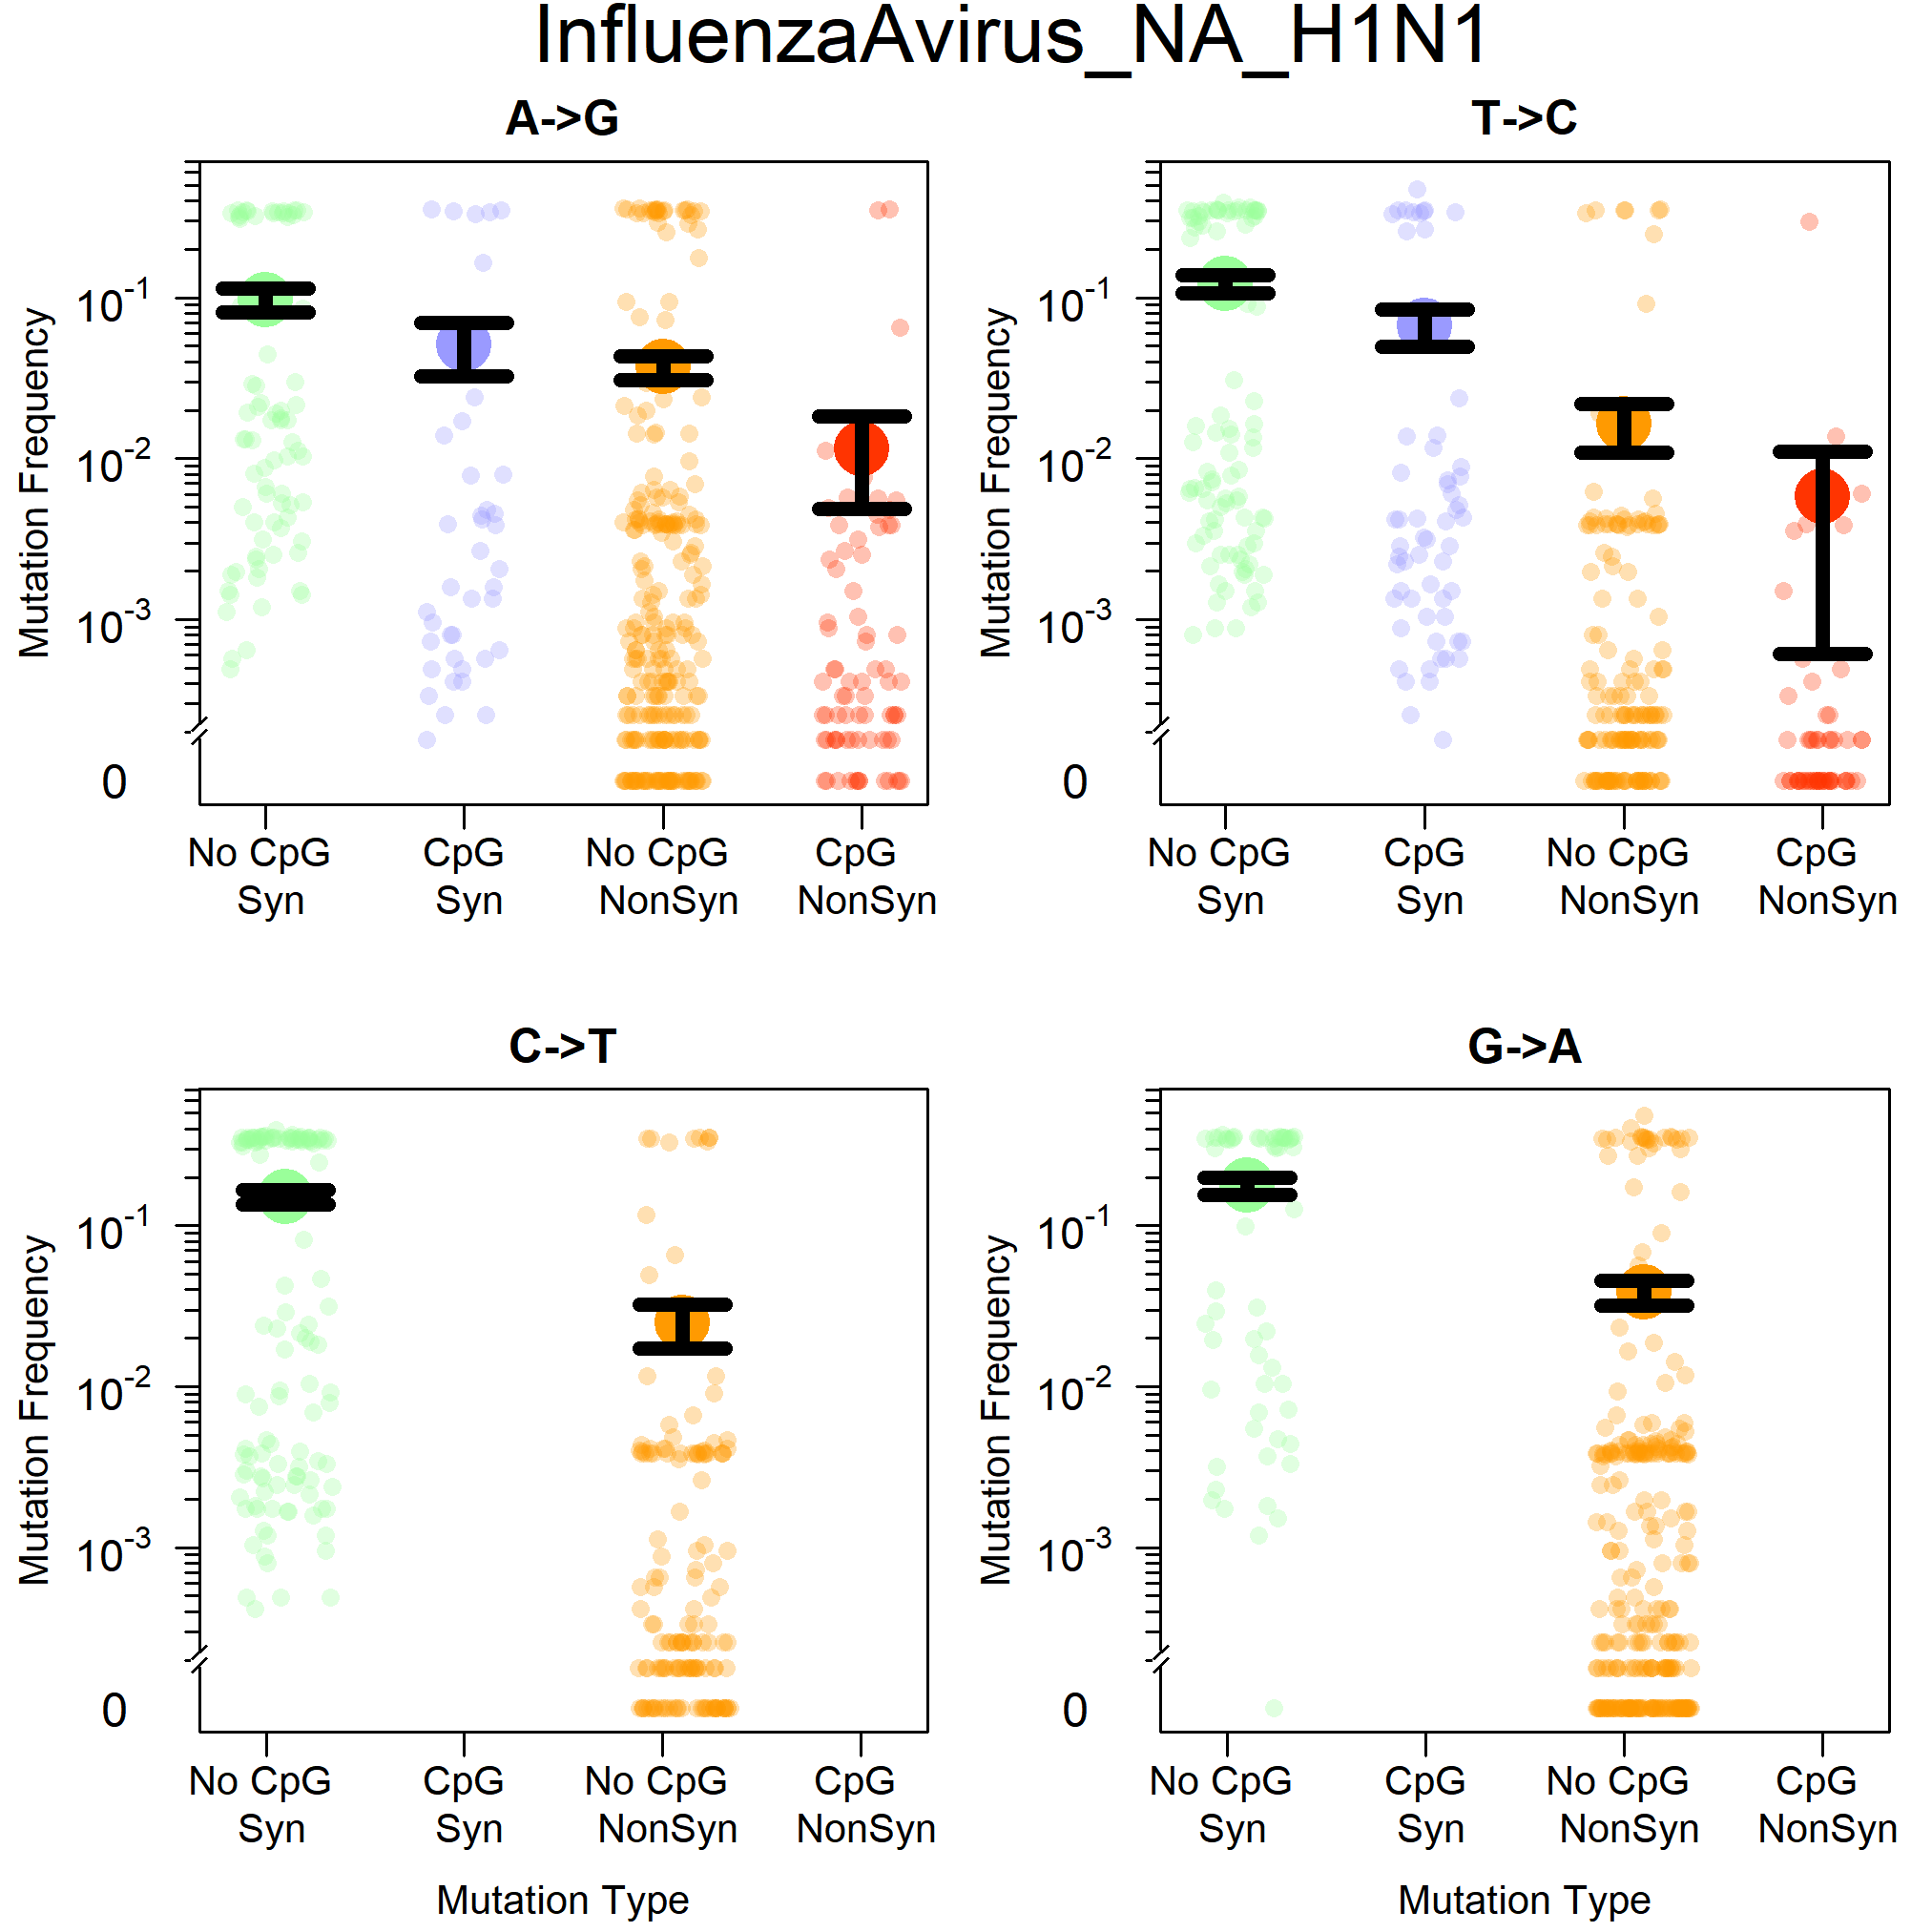 InfluenzaAvirus_NA_H1N1
A->G
Mutation Frequency
10-1
10-2
10-3
0
No CpG Syn
CpG Syn
No CpG NonSyn
CpG NonSyn
T->C
Mutation Frequency
10-1
10-2
10-3
0
No CpG Syn
CpG Syn
No CpG NonSyn
CpG NonSyn
C->T
Mutation Frequency
10-1
10-2
10-3
0
No CpG Syn
CpG Syn
No CpG NonSyn
CpG NonSyn
Mutation Type
G->A
Mutation Frequency
10-1
10-2
10-3
0
No CpG Syn
CpG Syn
No CpG NonSyn
CpG NonSyn
Mutation Type